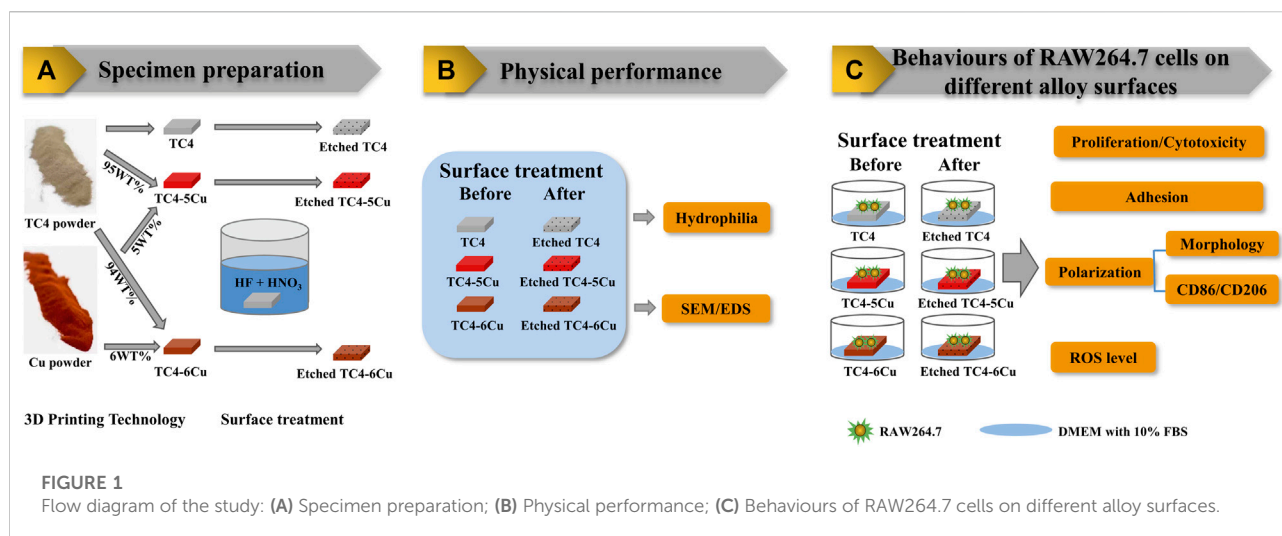 A
Specimen preparation
TC4 powder
95WT%
5WT%
94WT%
Cu powder
6WT%
TC4
Etched TC4
TC4-5Cu
Etched TC4-5Cu
HF + HNO₃
TC4-6Cu
Etched TC4-6Cu
3D Printing Technology
Surface treatment
B
Physical performance
Surface treatment
Before
After
TC4
Etched TC4
TC4-5Cu
Etched TC4-5Cu
TC4-6Cu
Etched TC4-6Cu
Hydrophilia
SEM/EDS
C
Behaviours of RAW264.7 cells on
different alloy surfaces
Surface treatment
Before
After
TC4
Etched TC4
TC4-5Cu
Etched TC4-5Cu
TC4-6Cu
Etched TC4-6Cu
Proliferation/Cytotoxicity
Adhesion
Polarization
Morphology
CD86/CD206
ROS level
RAW264.7
DMEM with 10% FBS
FIGURE 1
Flow diagram of the study: (A) Specimen preparation; (B) Physical performance; (C) Behaviours of RAW264.7 cells on different alloy surfaces.